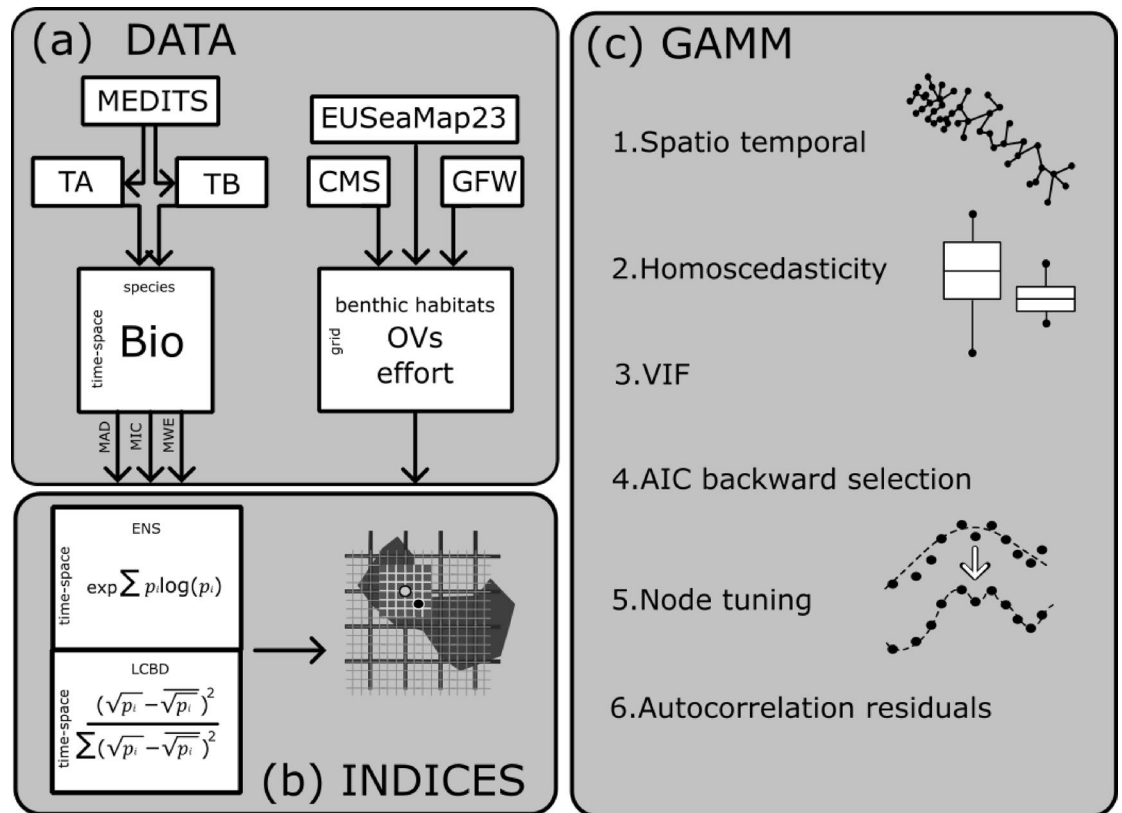 (a) DATA
MEDITS
TA
TB
EUSeaMap23
CMS
GFW
species
time-space
Bio
benthic habitats
grid
OVs
effort
MAD
MIC
MWE
ENS
time-space
exp∑ pᵢlog(pᵢ)
LCBD
time-space
(√pᵢ − √p̅ᵢ)²
∑(√pᵢ − √p̅ᵢ)²
(b) INDICES
(c) GAMM
1.Spatio temporal
2.Homoscedasticity
3.VIF
4.AIC backward selection
5.Node tuning
6.Autocorrelation residuals